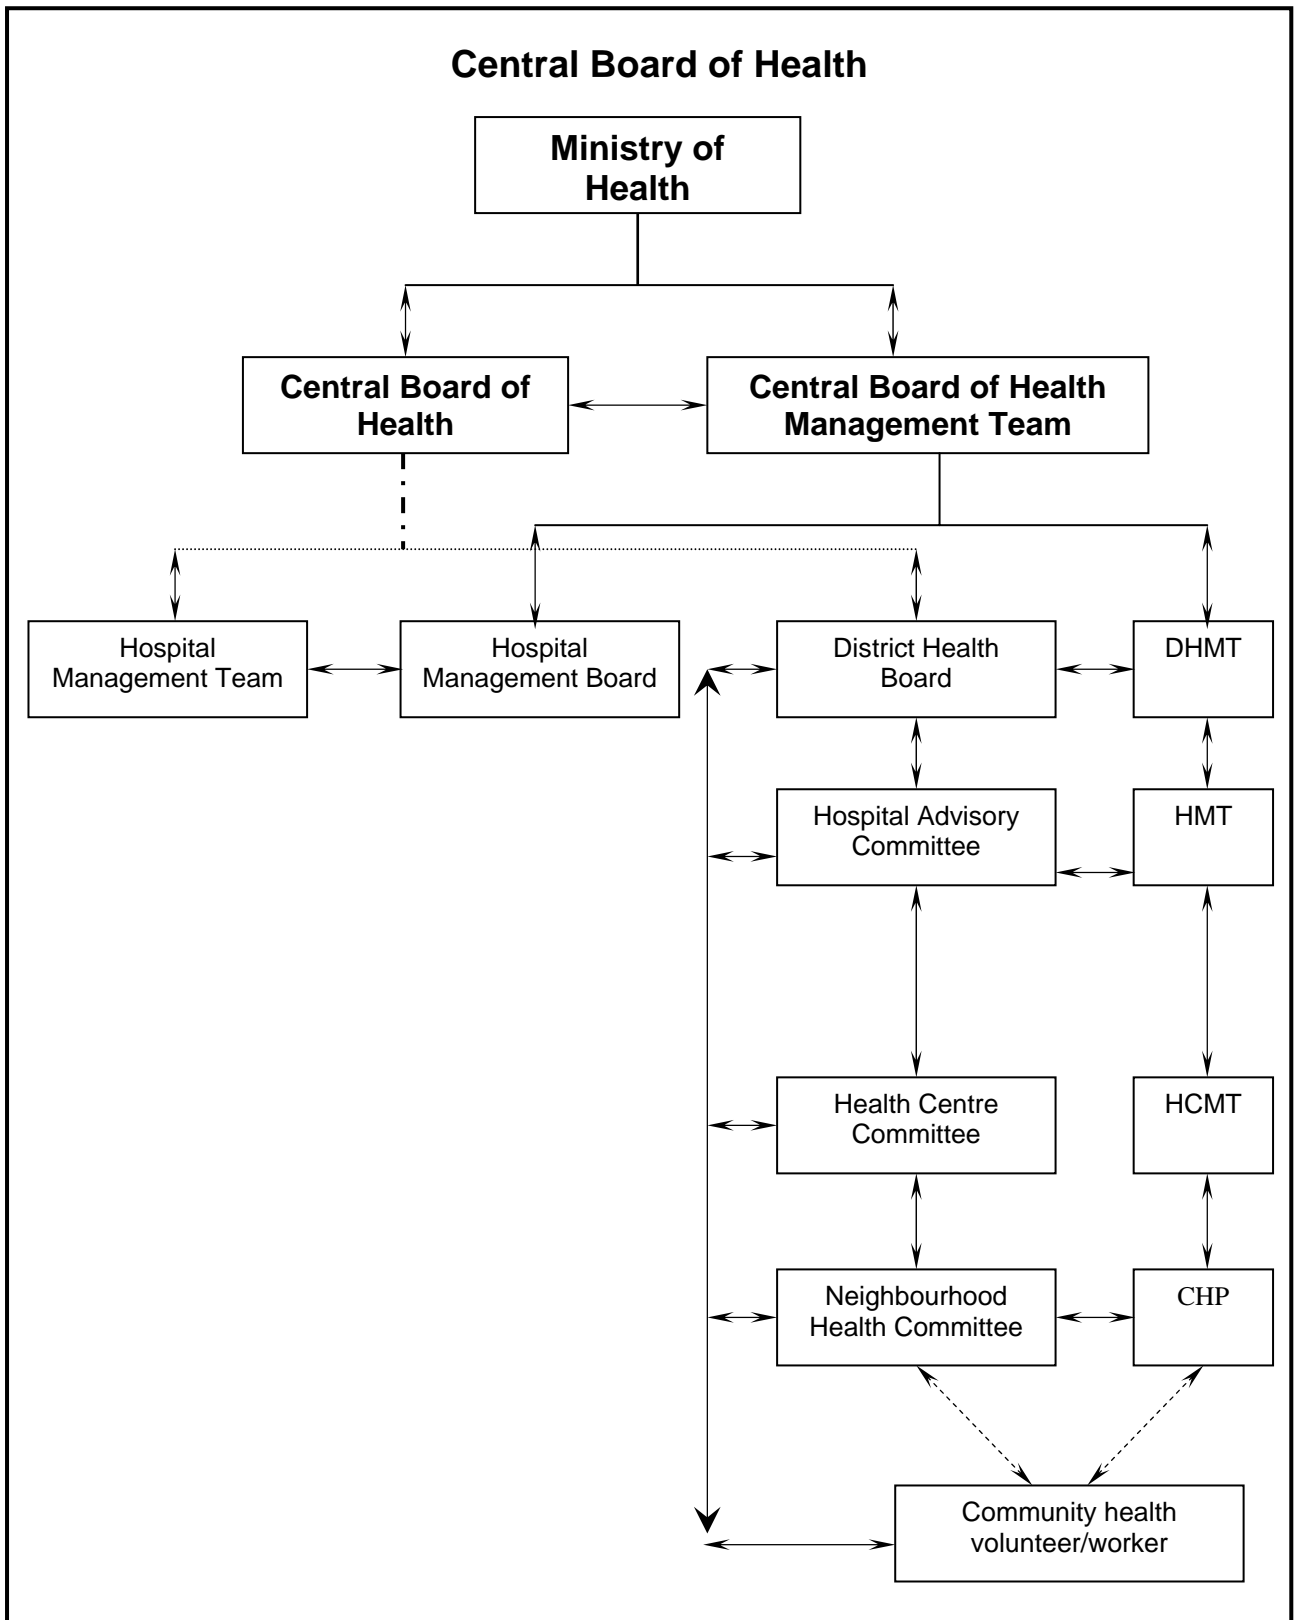 Central Board of Health
Ministry of
Health
Central Board of
Health
Central Board of Health
Management Team
Hospital
Management Team
Hospital
Management Board
District Health
Board
DHMT
Hospital Advisory
Committee
HMT
Health Centre
Committee
HCMT
Neighbourhood
Health Committee
CHP
Community health
volunteer/worker